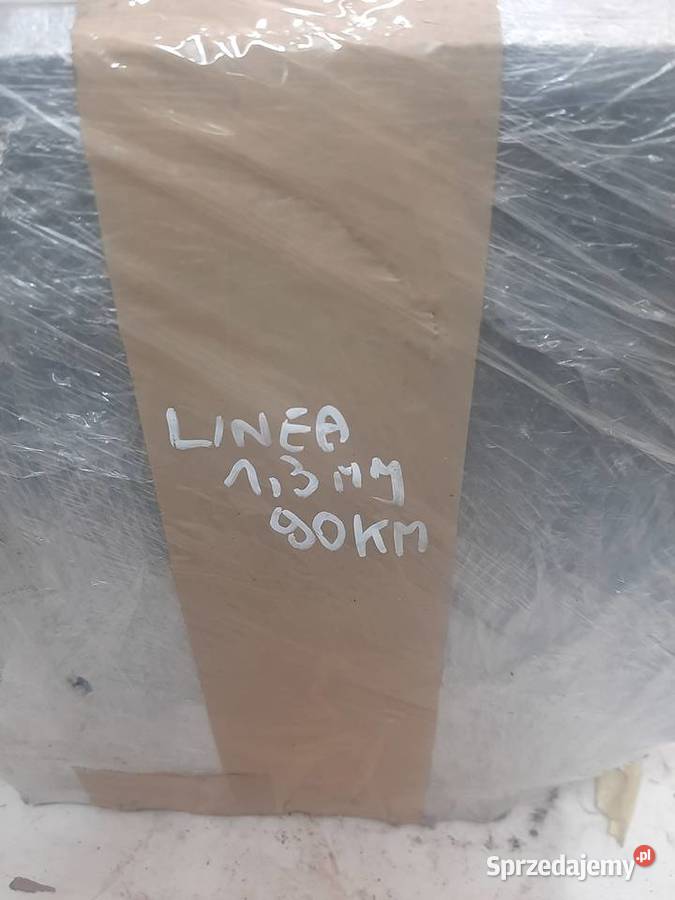 LINEA
1,3 MJ
90KM
Sprzedajemy.pl